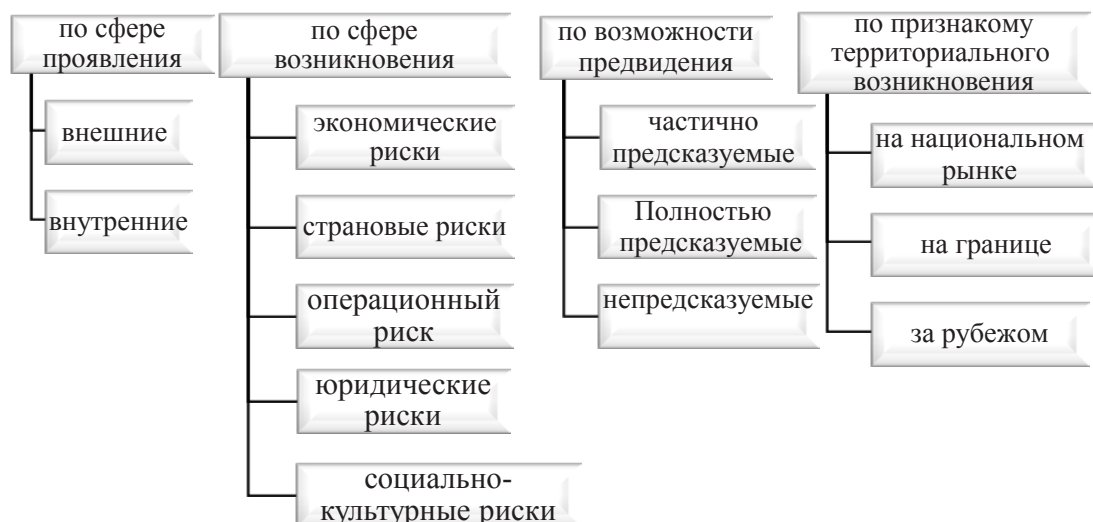 по сфере
проявления
внешние
внутренние
по сфере
возникновения
экономические
риски
страновые риски
операционный
риск
юридические
риски
социально-
культурные риски
по возможности
предвидения
частично
предсказуемые
Полностью
предсказуемые
непредсказуемые
по признакому
территориального
возникновения
на национальном
рынке
на границе
за рубежом